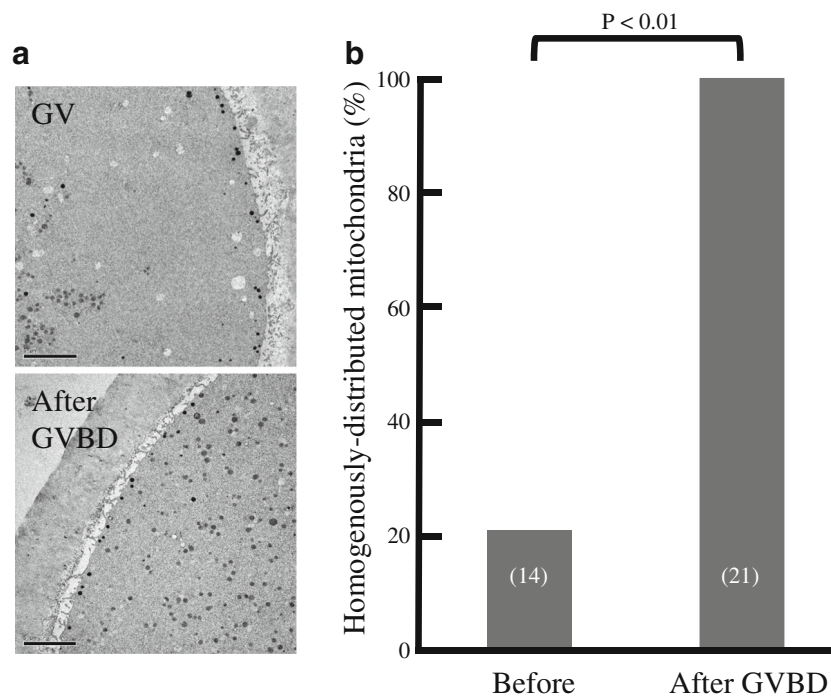 a
GV
After
GVBD
b
P < 0.01
Homogenously-distributed mitochondria (%)
100
80
60
40
20
0
(14)
(21)
Before
After GVBD